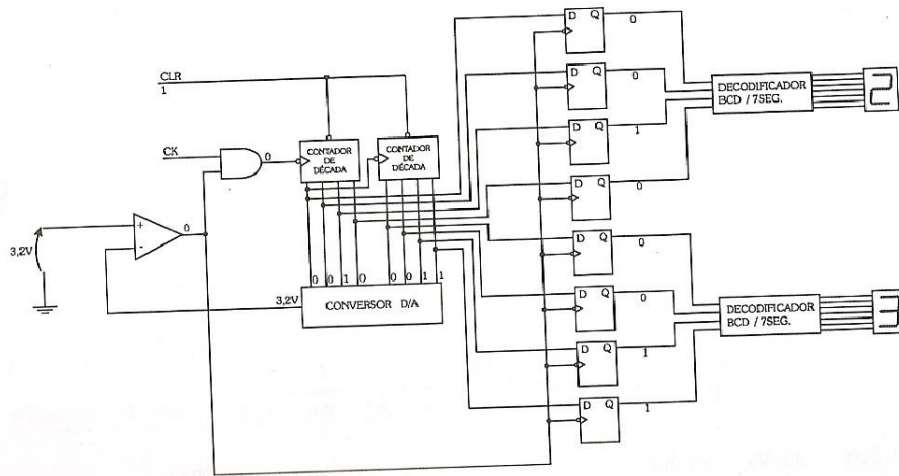 D Q 0
CLR
1
D Q 0
DECODIFICADOR
BCD / 7SEG.
2
CK
0
CONTADOR
DE
DÉCADA
CONTADOR
DE
DÉCADA
D Q 1
D Q 0
+
-
0
3,2V
D Q 0
0 0 1 0 0 0 1 1
3,2V
CONVERSOR D/A
D Q 0
DECODIFICADOR
BCD / 7SEG.
3
D Q 1
D Q 1